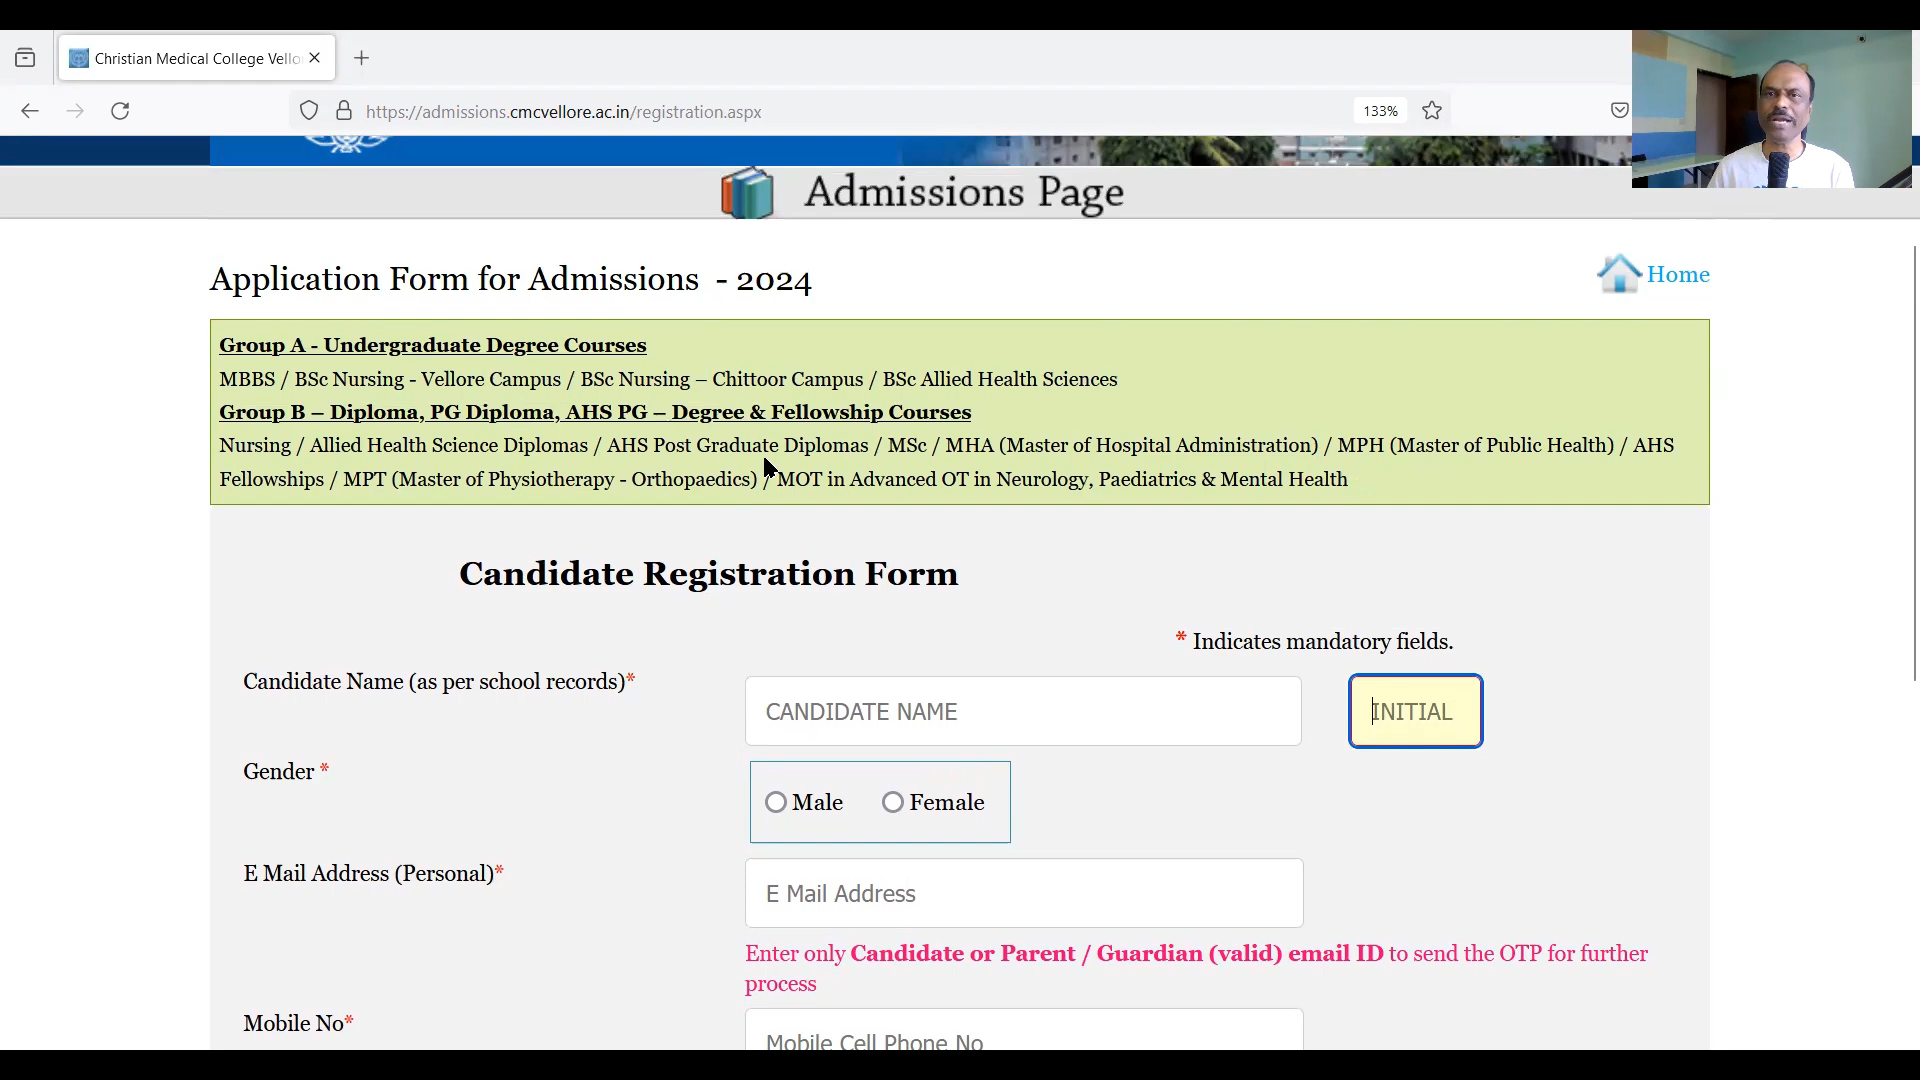 Christian Medical College Vello
https://admissions.cmcvellore.ac.in/registration.aspx
133%
Admissions Page
Application Form for Admissions - 2024
Home
Group A - Undergraduate Degree Courses
MBBS / BSc Nursing - Vellore Campus / BSc Nursing – Chittoor Campus / BSc Allied Health Sciences
Group B – Diploma, PG Diploma, AHS PG – Degree & Fellowship Courses
Nursing / Allied Health Science Diplomas / AHS Post Graduate Diplomas / MSc / MHA (Master of Hospital Administration) / MPH (Master of Public Health) / AHS
Fellowships / MPT (Master of Physiotherapy - Orthopaedics) / MOT in Advanced OT in Neurology, Paediatrics & Mental Health
Candidate Registration Form
* Indicates mandatory fields.
Candidate Name (as per school records)*
CANDIDATE NAME
INITIAL
Gender *
Male
Female
E Mail Address (Personal)*
E Mail Address
Enter only Candidate or Parent / Guardian (valid) email ID to send the OTP for further
process
Mobile No*
Mobile Cell Phone No